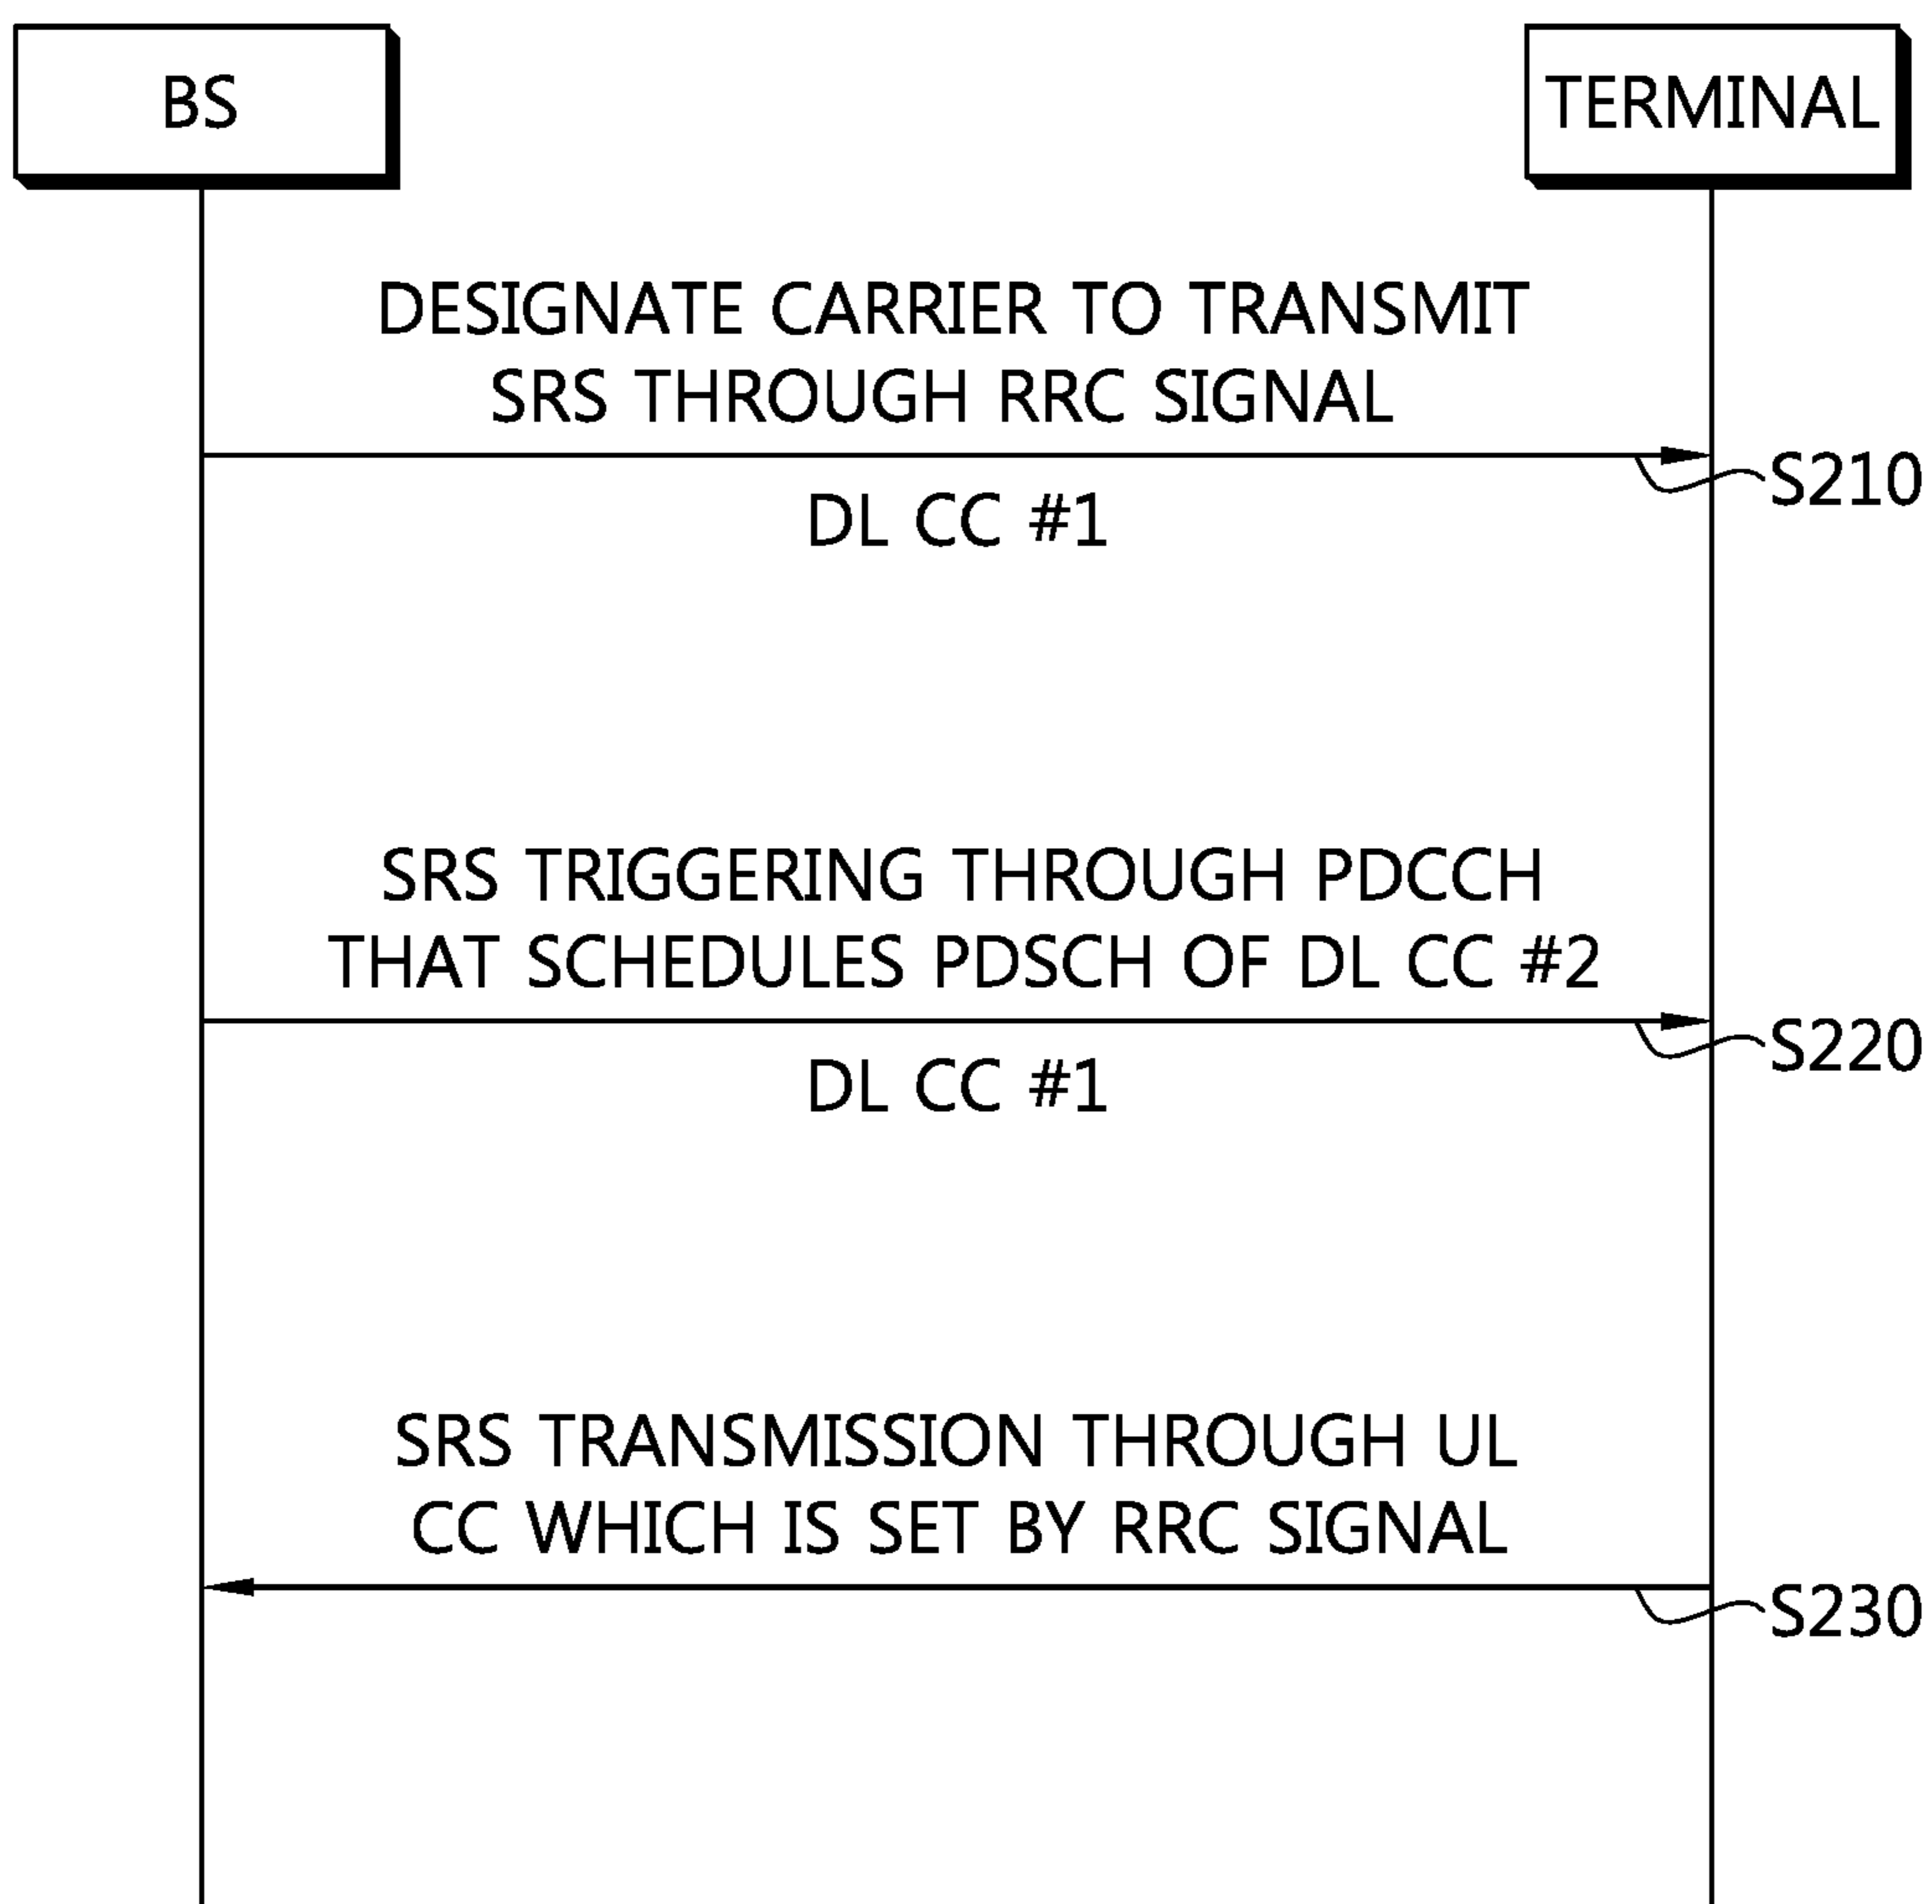 BS
TERMINAL
DESIGNATE CARRIER TO TRANSMIT
SRS THROUGH RRC SIGNAL
S210
DL CC #1
SRS TRIGGERING THROUGH PDCCH
THAT SCHEDULES PDSCH OF DL CC #2
S220
DL CC #1
SRS TRANSMISSION THROUGH UL
CC WHICH IS SET BY RRC SIGNAL
S230